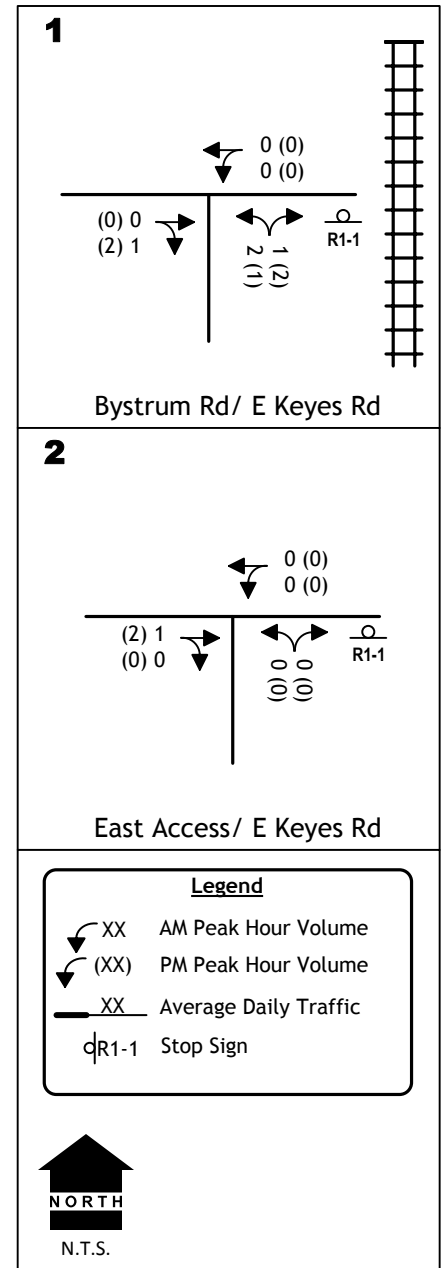 1
0 (0)
0 (0)
(0) 0
(2) 1
2 (1)
1 (2)
R1-1
Bystrum Rd/ E Keyes Rd
2
0 (0)
0 (0)
(2) 1
(0) 0
0 (0)
0 (0)
R1-1
East Access/ E Keyes Rd
Legend
XX AM Peak Hour Volume
(XX) PM Peak Hour Volume
XX Average Daily Traffic
R1-1 Stop Sign
NORTH
N.T.S.